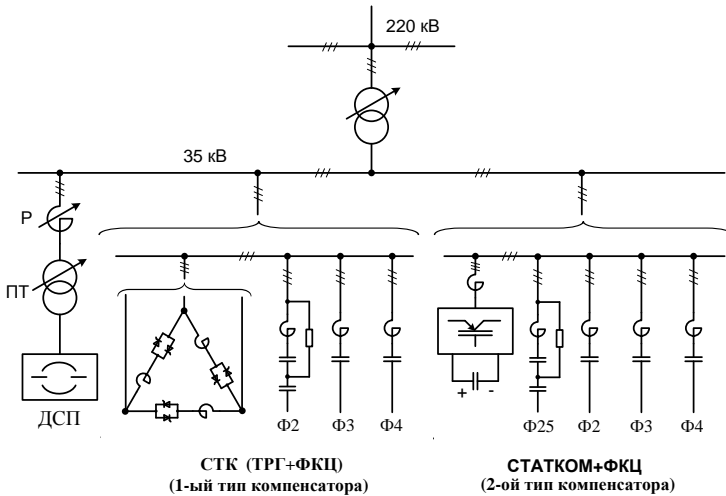 220 кВ
35 кВ
Р
ПТ
ДСП
+ -
Ф2 Ф3 Ф4
Ф25 Ф2 Ф3 Ф4
СТК (ТРГ+ФКЦ)
(1-ый тип компенсатора)
СТАТКОМ+ФКЦ
(2-ой тип компенсатора)